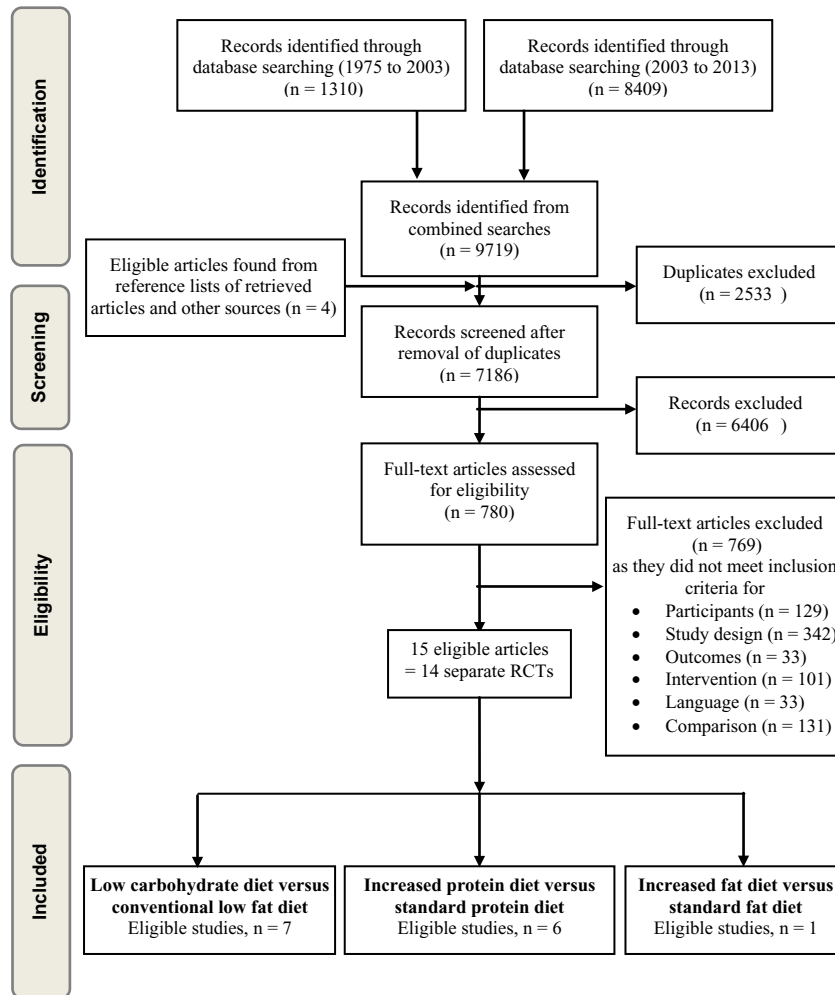 Identification
Records identified through
database searching (1975 to 2003)
(n = 1310)
Records identified through
database searching (2003 to 2013)
(n = 8409)
Records identified from
combined searches
(n = 9719)
Eligible articles found from
reference lists of retrieved
articles and other sources (n = 4)
Duplicates excluded
(n = 2533 )
Screening
Records screened after
removal of duplicates
(n = 7186)
Records excluded
(n = 6406 )
Eligibility
Full-text articles assessed
for eligibility
(n = 780)
Full-text articles excluded
(n = 769)
as they did not meet inclusion
criteria for
• Participants (n = 129)
• Study design (n = 342)
• Outcomes (n = 33)
• Intervention (n = 101)
• Language (n = 33)
• Comparison (n = 131)
15 eligible articles
= 14 separate RCTs
Included
Low carbohydrate diet versus
conventional low fat diet
Eligible studies, n = 7
Increased protein diet versus
standard protein diet
Eligible studies, n = 6
Increased fat diet versus
standard fat diet
Eligible studies, n = 1